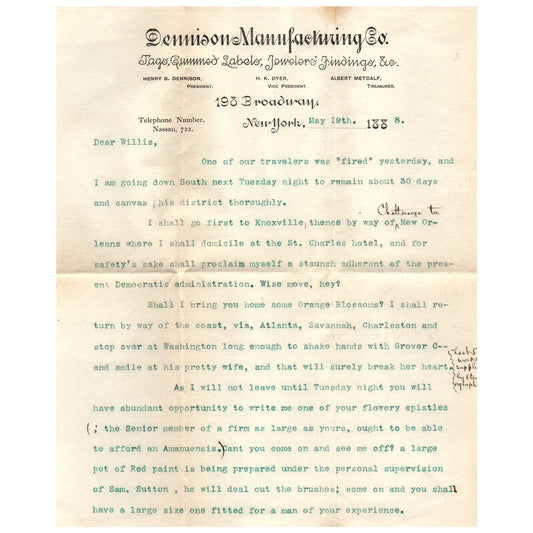 Dennison Manufacturing Co.
Tags, Gummed Labels, Jewelers' Findings, &c.
HENRY B. DENNISON, H. K. DYER, ALBERT METCALF,
PRESIDENT. VICE PRESIDENT. TREASURER.
198 Broadway.
Telephone Number,
Nassau, 722.
New York, May 19th. 1888.
Dear Willis,
One of our travelers was "fired" yesterday, and
I am going down South next Tuesday night to remain about 30 days
and canvas his district thoroughly.
Chattanooga to
I shall go first to Knoxville, thence by way of New Or-
leans where I shall domicile at the St. Charles hotel, and for
safety's sake shall proclaim myself a staunch adherent of the pres-
ent Democratic administration. Wise move, hey?
Shall I bring you home some Orange Blossoms? I shall re-
turn by way of the coast, via, Atlanta, Savannah, Charleston and
stop over at Washington long enough to shake hands with Grover C--
and smile at his pretty wife, and that will surely break her heart.
As I will not leave until Tuesday night you will
have abundant opportunity to write me one of your flowery epistles
(; the Senior member of a firm as large as yours, ought to be able
to afford an Amanuensis.) Cant you come on and see me off? a large
pot of Red paint is being prepared under the personal supervision
of Sam. Sutton , he will deal out the brushes; come on and you shall
have a large size one fitted for a man of your experience.